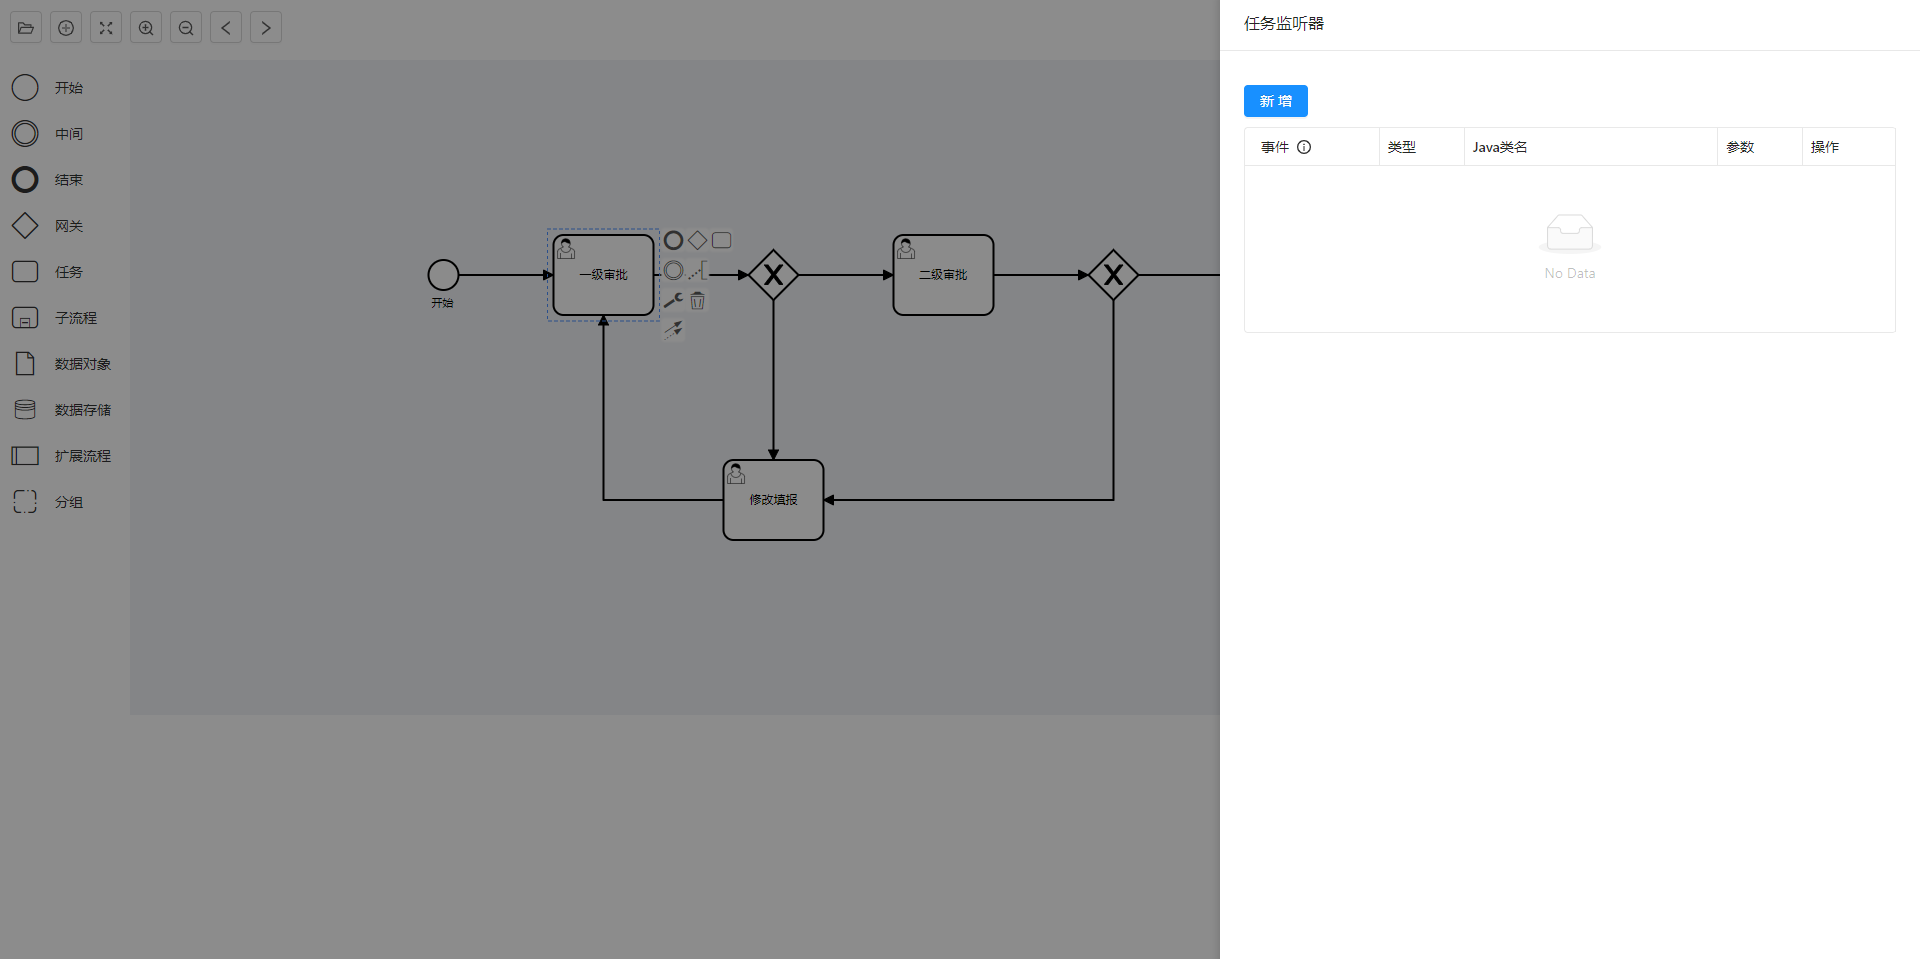 开始
中间
结束
网关
任务
子流程
数据对象
数据存储
扩展流程
分组
开始
一级审批
二级审批
修改填报
任务监听器
新 增
事件 类型 Java类名 参数 操作
No Data